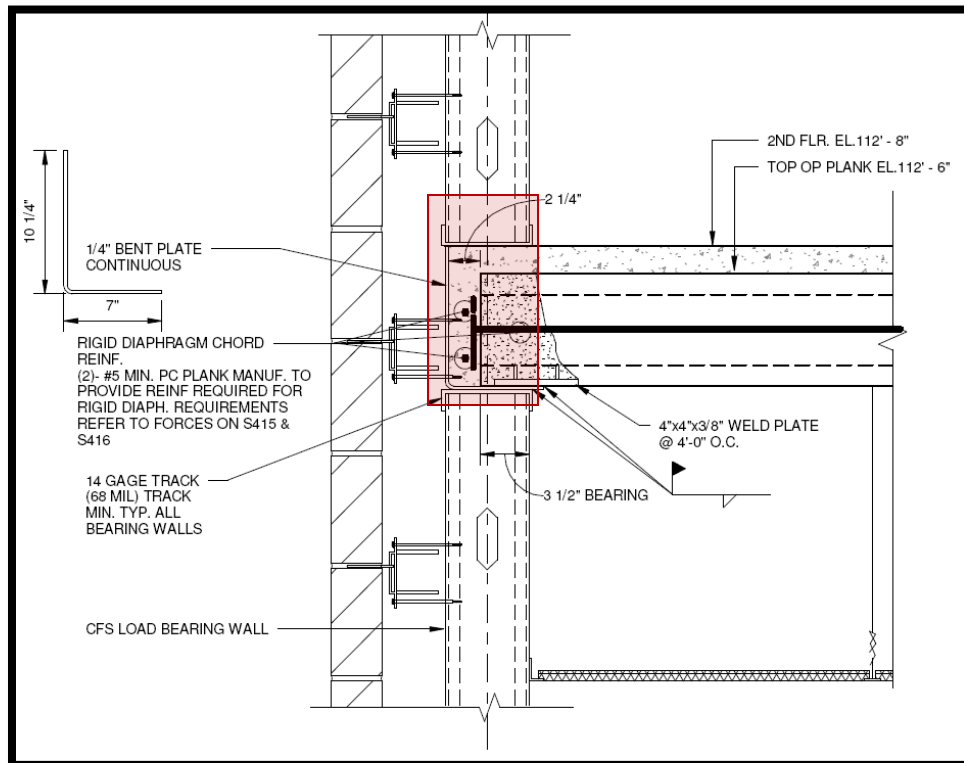 2ND FLR. EL.112' - 8"
TOP OP PLANK EL.112' - 6"
2 1/4"
10 1/4"
7"
1/4" BENT PLATE
CONTINUOUS
RIGID DIAPHRAGM CHORD
REINF.
(2)- #5 MIN. PC PLANK MANUF. TO
PROVIDE REINF REQUIRED FOR
RIGID DIAPH. REQUIREMENTS
REFER TO FORCES ON S415 &
S416
4"x4"x3/8" WELD PLATE
@ 4'-0" O.C.
3 1/2" BEARING
14 GAGE TRACK
(68 MIL) TRACK
MIN. TYP. ALL
BEARING WALLS
CFS LOAD BEARING WALL